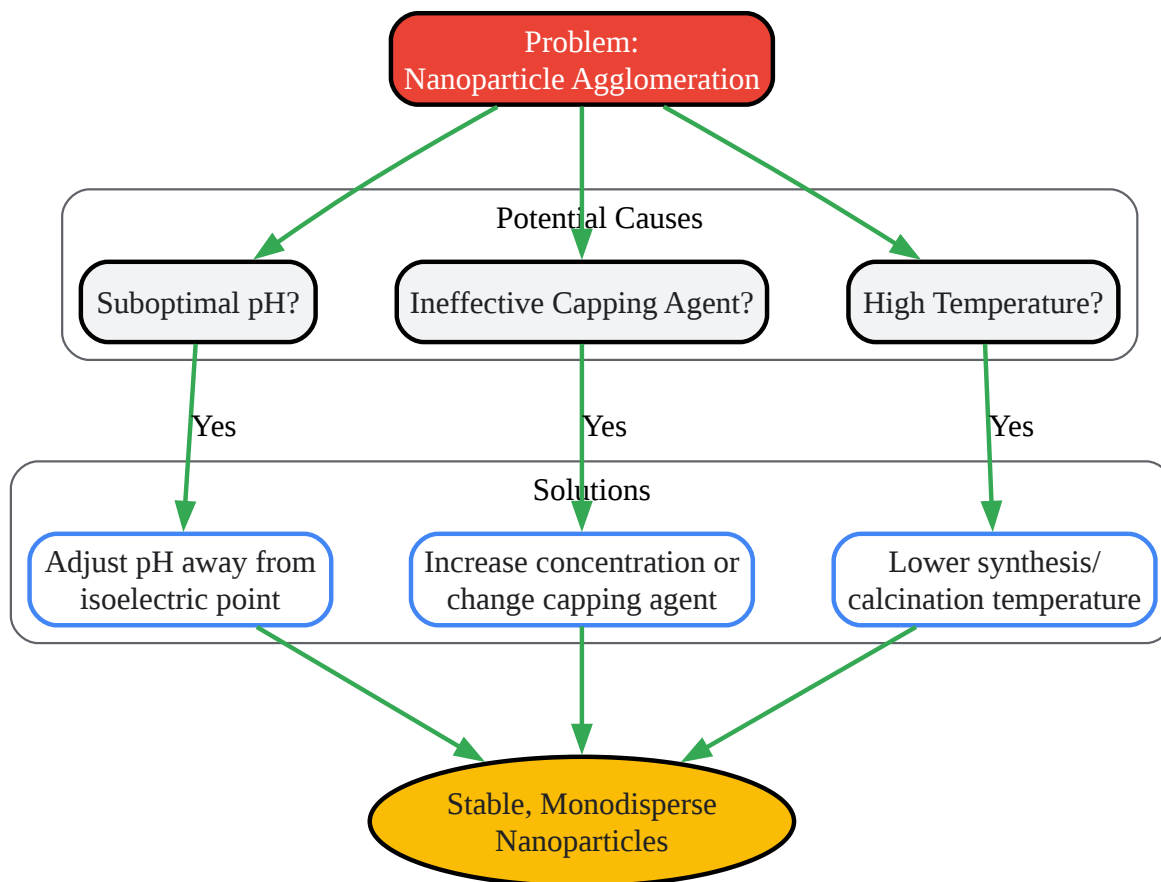 Problem:
Nanoparticle Agglomeration
Potential Causes
Suboptimal pH?
Ineffective Capping Agent?
High Temperature?
Yes
Yes
Yes
Solutions
Adjust pH away from
isoelectric point
Increase concentration or
change capping agent
Lower synthesis/
calcination temperature
Stable, Monodisperse
Nanoparticles